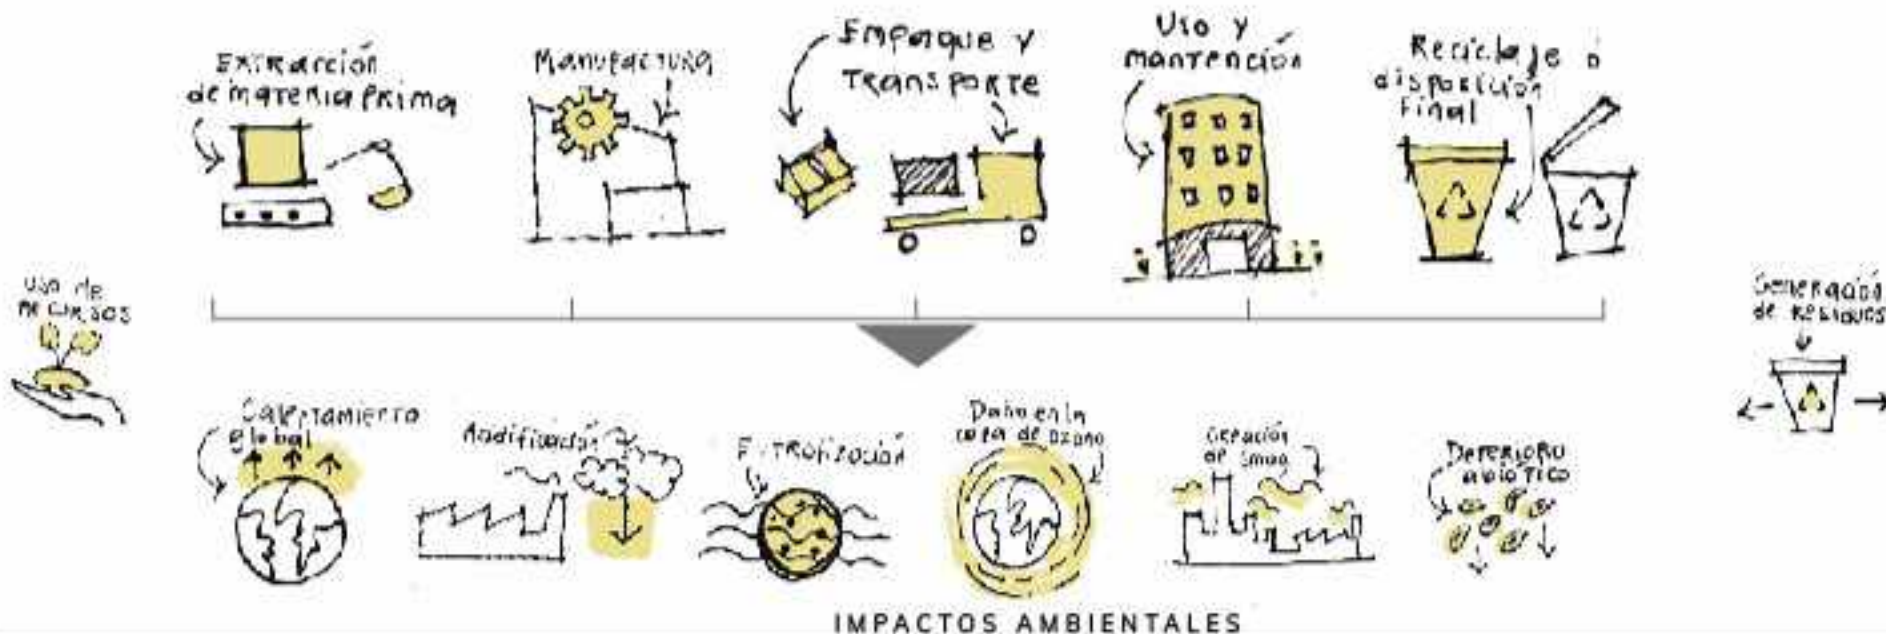 Extracción
de materia prima
Manufactura
Empaque y
Transporte
Uso y
mantención
Reciclaje ó
disposición
Final
Uso de
recursos
Generación
de residuos
Calentamiento
global
Acidificación
Eutrofización
Daño en la
capa de ozono
Creación
de smog
Deterioro
abiótico
IMPACTOS AMBIENTALES